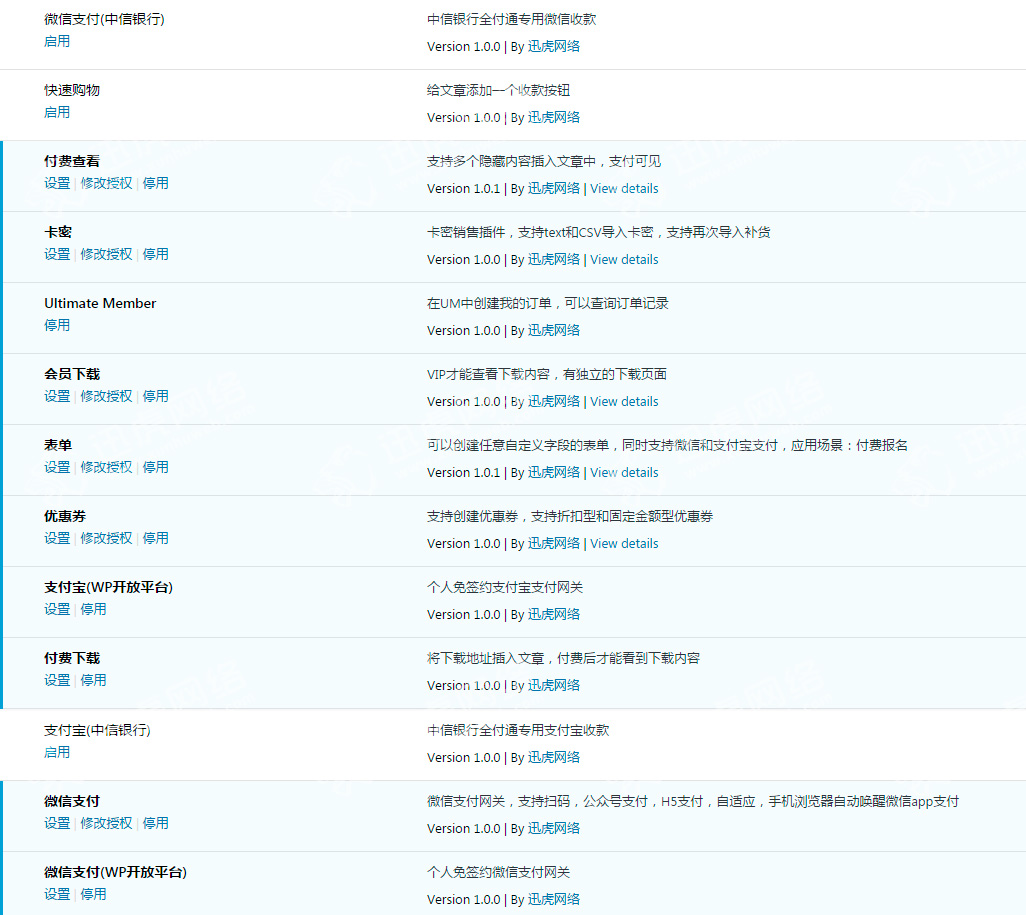 微信支付(中信银行) 中信银行全付通专用微信收款
启用 Version 1.0.0 | By 迅虎网络
快速购物 给文章添加一个收款按钮
启用 Version 1.0.0 | By 迅虎网络
付费查看 支持多个隐藏内容插入文章中，支付可见
设置 | 修改授权 | 停用 Version 1.0.1 | By 迅虎网络 | View details
卡密 卡密销售插件，支持text和CSV导入卡密，支持再次导入补货
设置 | 修改授权 | 停用 Version 1.0.0 | By 迅虎网络 | View details
Ultimate Member 在UM中创建我的订单，可以查询订单记录
停用 Version 1.0.0 | By 迅虎网络
会员下载 VIP才能查看下载内容，有独立的下载页面
设置 | 修改授权 | 停用 Version 1.0.0 | By 迅虎网络 | View details
表单 可以创建任意自定义字段的表单，同时支持微信和支付宝支付，应用场景：付费报名
设置 | 修改授权 | 停用 Version 1.0.1 | By 迅虎网络 | View details
优惠券 支持创建优惠券，支持折扣型和固定金额型优惠券
设置 | 修改授权 | 停用 Version 1.0.0 | By 迅虎网络 | View details
支付宝(WP开放平台) 个人免签约支付宝支付网关
设置 | 停用 Version 1.0.0 | By 迅虎网络
付费下载 将下载地址插入文章，付费后才能看到下载内容
设置 | 停用 Version 1.0.0 | By 迅虎网络
支付宝(中信银行) 中信银行全付通专用支付宝收款
启用 Version 1.0.0 | By 迅虎网络
微信支付 微信支付网关，支持扫码，公众号支付，H5支付，自适应，手机浏览器自动唤醒微信app支付
设置 | 修改授权 | 停用 Version 1.0.0 | By 迅虎网络
微信支付(WP开放平台) 个人免签约微信支付网关
设置 | 停用 Version 1.0.0 | By 迅虎网络